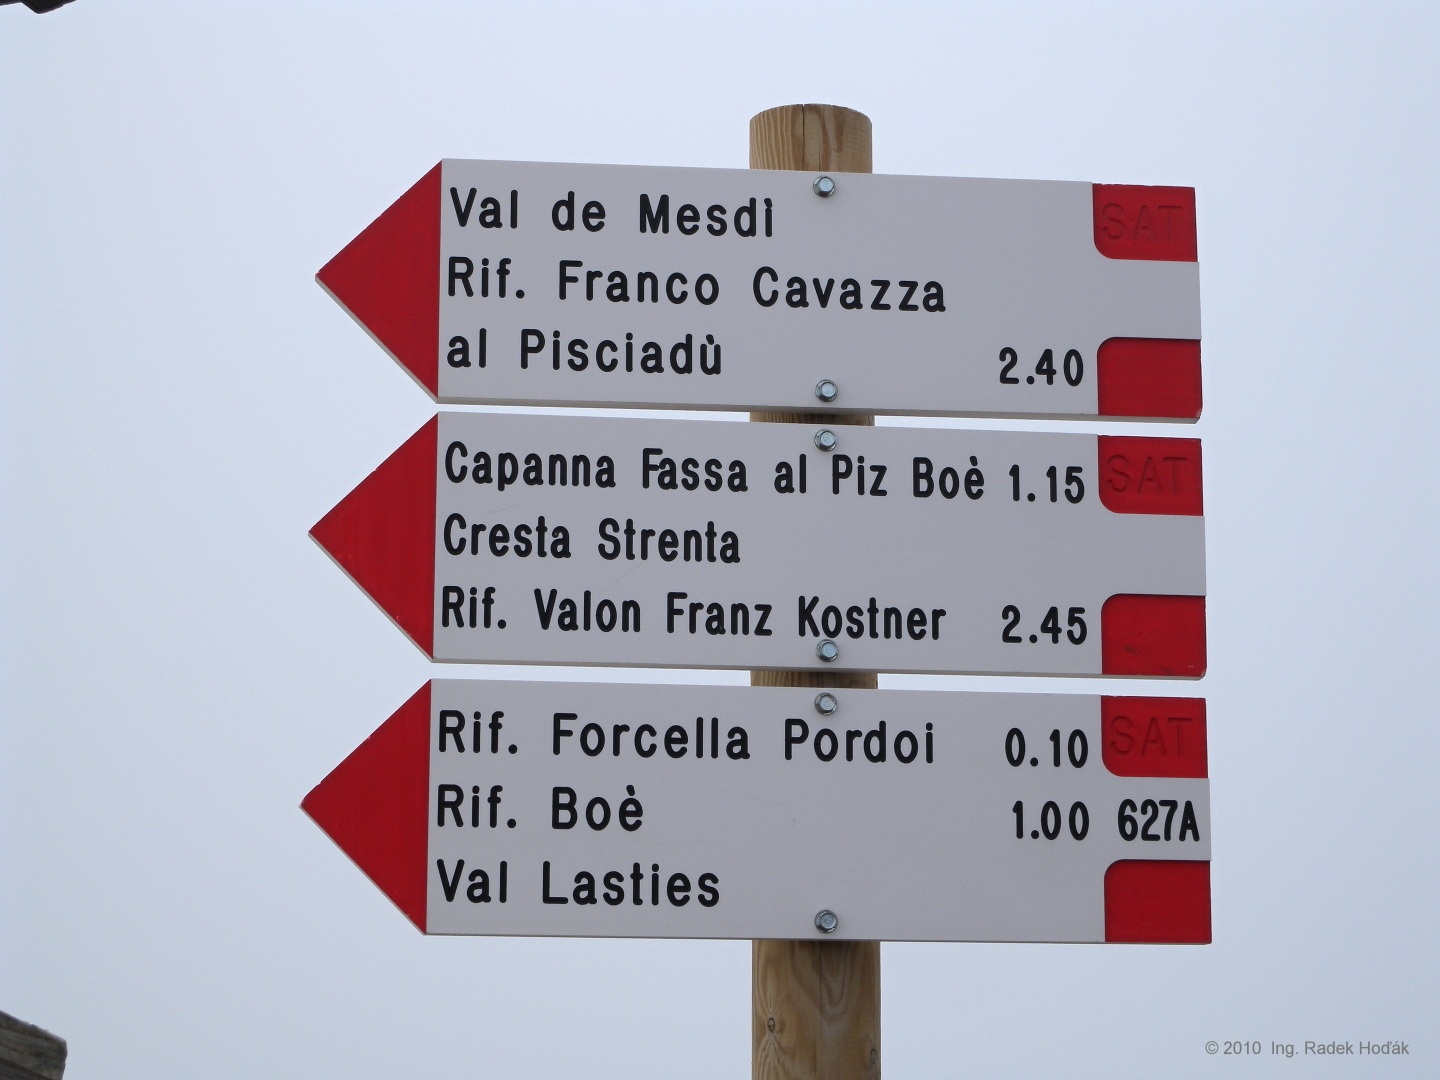 Val de Mesdì
SAT
Rif. Franco Cavazza
al Pisciadù 2.40
Capanna Fassa al Piz Boè 1.15
SAT
Cresta Strenta
Rif. Valon Franz Kostner 2.45
Rif. Forcella Pordoi 0.10
SAT
Rif. Boè 1.00 627A
Val Lasties
© 2010 Ing. Radek Hoďák